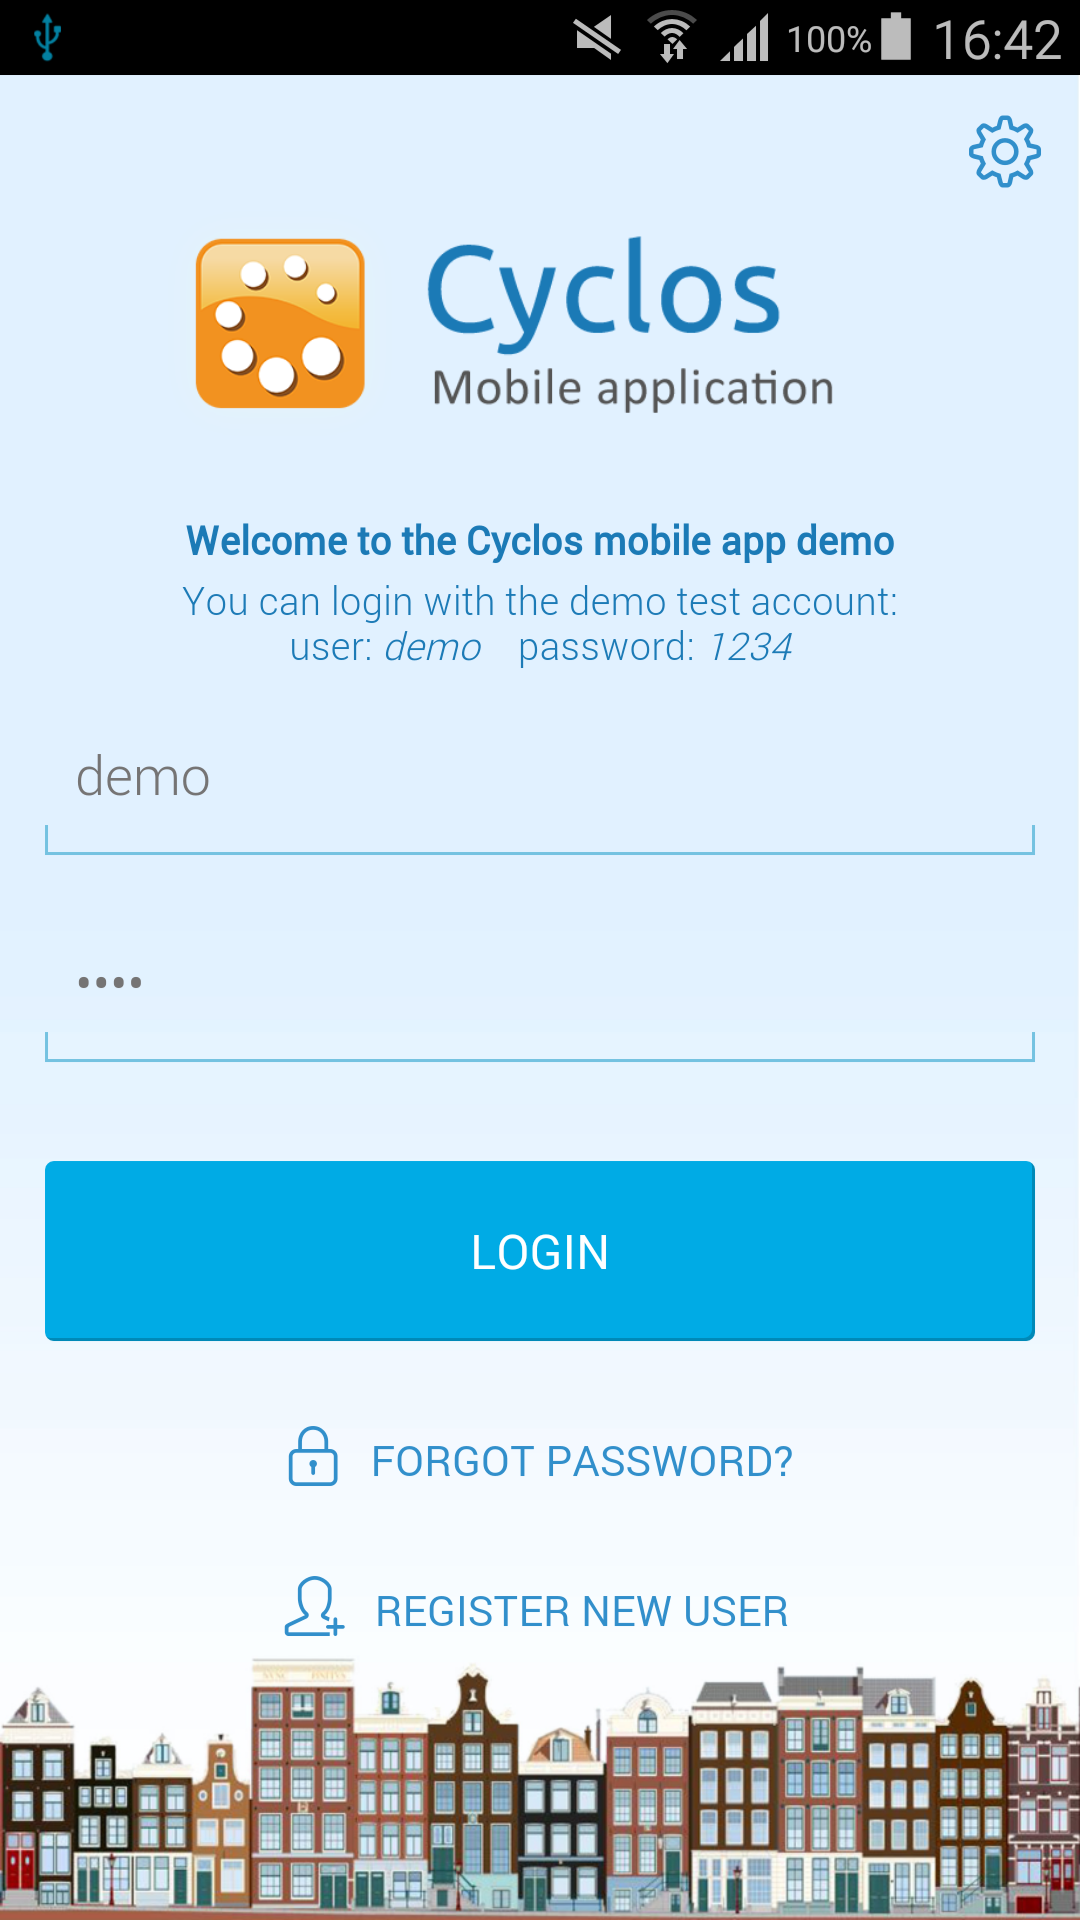 100% 16:42
Cyclos
Mobile application
Welcome to the Cyclos mobile app demo
You can login with the demo test account:
user: demo password: 1234
demo
••••
LOGIN
FORGOT PASSWORD?
REGISTER NEW USER